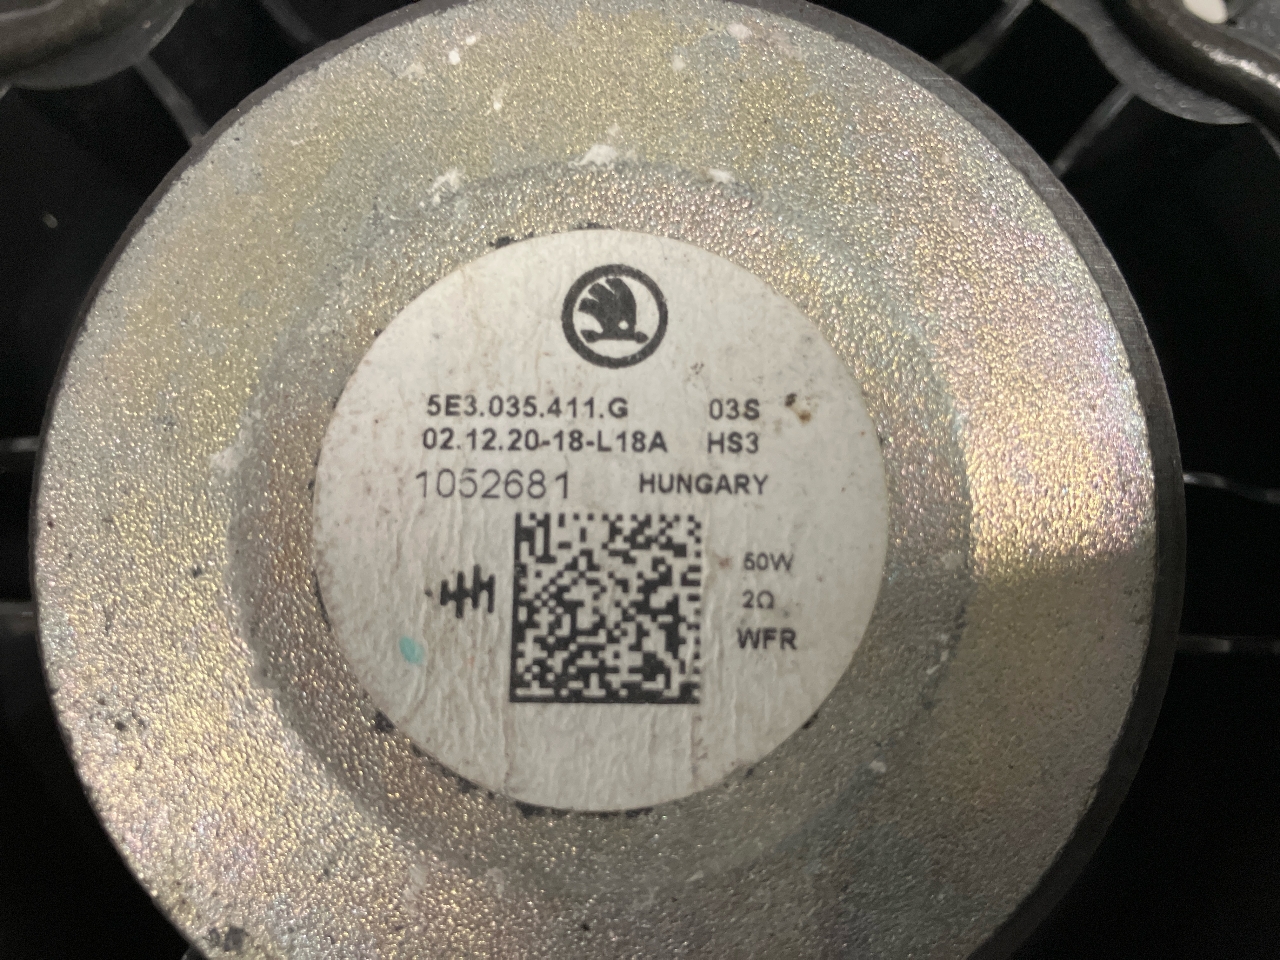 5E3.035.411.G 03S
02.12.20-18-L18A HS3
1052681 HUNGARY
50W
2Ω
WFR